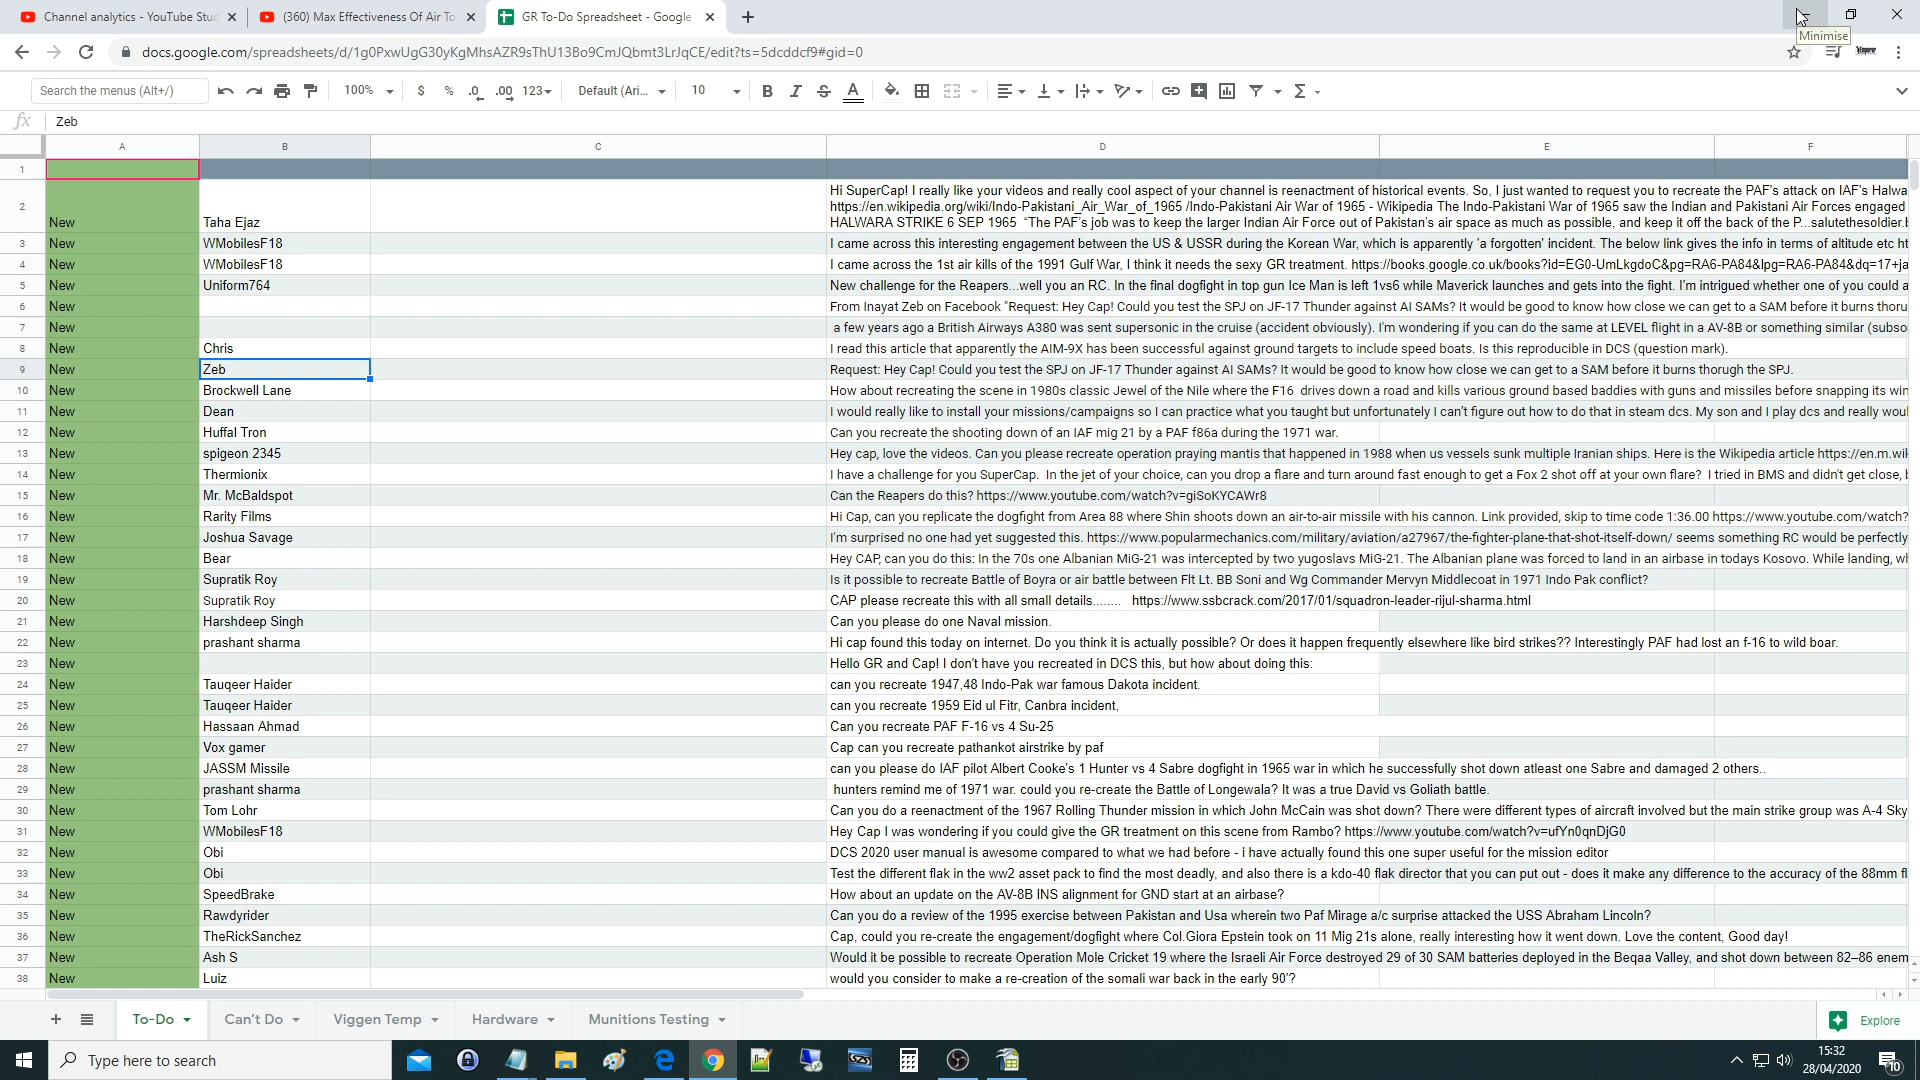 Channel analytics - YouTube Stu
(360) Max Effectiveness Of Air To
GR To-Do Spreadsheet - Google
Minimise
docs.google.com/spreadsheets/d/1g0PxwUgG30yKgMhsAZR9sThU13Bo9CmJQbmt3LrJqCE/edit?ts=5dcddcf9#gid=0
Search the menus (Alt+/)
100%
$ % .0 .00 123
Default (Ari...
10
B I S A
fx Zeb
A B C D E F
1
2 New Taha Ejaz Hi SuperCap! I really like your videos and really cool aspect of your channel is reenactment of historical events. So, I just wanted to request you to recreate the PAF's attack on IAF's Halwa
https://en.wikipedia.org/wiki/Indo-Pakistani_Air_War_of_1965 /Indo-Pakistani Air War of 1965 - Wikipedia The Indo-Pakistani War of 1965 saw the Indian and Pakistani Air Forces engaged
HALWARA STRIKE 6 SEP 1965 “The PAF's job was to keep the larger Indian Air Force out of Pakistan's air space as much as possible, and keep it off the back of the P...salutethesoldier.
3 New WMobilesF18 I came across this interesting engagement between the US & USSR during the Korean War, which is apparently 'a forgotten' incident. The below link gives the info in terms of altitude etc ht
4 New WMobilesF18 I came across the 1st air kills of the 1991 Gulf War, I think it needs the sexy GR treatment. https://books.google.co.uk/books?id=EG0-UmLkgdoC&pg=RA6-PA84&lpg=RA6-PA84&dq=17+ja
5 New Uniform764 New challenge for the Reapers...well you an RC. In the final dogfight in top gun Ice Man is left 1vs6 while Maverick launches and gets into the fight. I'm intrigued whether one of you could a
6 New From Inayat Zeb on Facebook "Request: Hey Cap! Could you test the SPJ on JF-17 Thunder against AI SAMs? It would be good to know how close we can get to a SAM before it burns thoru
7 New a few years ago a British Airways A380 was sent supersonic in the cruise (accident obviously). I'm wondering if you can do the same at LEVEL flight in a AV-8B or something similar (subso
8 New Chris I read this article that apparently the AIM-9X has been successful against ground targets to include speed boats. Is this reproducible in DCS (question mark).
9 New Zeb Request: Hey Cap! Could you test the SPJ on JF-17 Thunder against AI SAMs? It would be good to know how close we can get to a SAM before it burns thorugh the SPJ.
10 New Brockwell Lane How about recreating the scene in 1980s classic Jewel of the Nile where the F16 drives down a road and kills various ground based baddies with guns and missiles before snapping its win
11 New Dean I would really like to install your missions/campaigns so I can practice what you taught but unfortunately I can't figure out how to do that in steam dcs. My son and I play dcs and really woul
12 New Huffal Tron Can you recreate the shooting down of an IAF mig 21 by a PAF f86a during the 1971 war.
13 New spigeon 2345 Hey cap, love the videos. Can you please recreate operation praying mantis that happened in 1988 when us vessels sunk multiple Iranian ships. Here is the Wikipedia article https://en.m.wik
14 New Thermionix I have a challenge for you SuperCap. In the jet of your choice, can you drop a flare and turn around fast enough to get a Fox 2 shot off at your own flare? I tried in BMS and didn't get close,
15 New Mr. McBaldspot Can the Reapers do this? https://www.youtube.com/watch?v=giSoKYCAWr8
16 New Rarity Films Hi Cap, can you replicate the dogfight from Area 88 where Shin shoots down an air-to-air missile with his cannon. Link provided, skip to time code 1:36.00 https://www.youtube.com/watch?
17 New Joshua Savage I'm surprised no one had yet suggested this. https://www.popularmechanics.com/military/aviation/a27967/the-fighter-plane-that-shot-itself-down/ seems something RC would be perfectly
18 New Bear Hey CAP, can you do this: In the 70s one Albanian MiG-21 was intercepted by two yugoslavs MiG-21. The Albanian plane was forced to land in an airbase in todays Kosovo. While landing, wh
19 New Supratik Roy Is it possible to recreate Battle of Boyra or air battle between Flt Lt. BB Soni and Wg Commander Mervyn Middlecoat in 1971 Indo Pak conflict?
20 New Supratik Roy CAP please recreate this with all small details........ https://www.ssbcrack.com/2017/01/squadron-leader-rijul-sharma.html
21 New Harshdeep Singh Can you please do one Naval mission.
22 New prashant sharma Hi cap found this today on internet. Do you think it is actually possible? Or does it happen frequently elsewhere like bird strikes?? Interestingly PAF had lost an f-16 to wild boar.
23 New Hello GR and Cap! I don't have you recreated in DCS this, but how about doing this:
24 New Tauqeer Haider can you recreate 1947,48 Indo-Pak war famous Dakota incident.
25 New Tauqeer Haider can you recreate 1959 Eid ul Fitr, Canbra incident,
26 New Hassaan Ahmad Can you recreate PAF F-16 vs 4 Su-25
27 New Vox gamer Cap can you recreate pathankot airstrike by paf
28 New JASSM Missile can you please do IAF pilot Albert Cooke's 1 Hunter vs 4 Sabre dogfight in 1965 war in which he successfully shot down atleast one Sabre and damaged 2 others..
29 New prashant sharma hunters remind me of 1971 war. could you re-create the Battle of Longewala? It was a true David vs Goliath battle.
30 New Tom Lohr Can you do a reenactment of the 1967 Rolling Thunder mission in which John McCain was shot down? There were different types of aircraft involved but the main strike group was A-4 Sky
31 New WMobilesF18 Hey Cap I was wondering if you could give the GR treatment on this scene from Rambo? https://www.youtube.com/watch?v=ufYn0qnDjG0
32 New Obi DCS 2020 user manual is awesome compared to what we had before - i have actually found this one super useful for the mission editor
33 New Obi Test the different flak in the ww2 asset pack to find the most deadly, and also there is a kdo-40 flak director that you can put out - does it make any difference to the accuracy of the 88mm fl
34 New SpeedBrake How about an update on the AV-8B INS alignment for GND start at an airbase?
35 New Rawdyrider Can you do a review of the 1995 exercise between Pakistan and Usa wherein two Paf Mirage a/c surprise attacked the USS Abraham Lincoln?
36 New TheRickSanchez Cap, could you re-create the engagement/dogfight where Col.Giora Epstein took on 11 Mig 21s alone, really interesting how it went down. Love the content, Good day!
37 New Ash S Would it be possible to recreate Operation Mole Cricket 19 where the Israeli Air Force destroyed 29 of 30 SAM batteries deployed in the Beqaa Valley, and shot down between 82–86 enem
38 New Luiz would you consider to make a re-creation of the somali war back in the early 90'?
To-Do Can't Do Viggen Temp Hardware Munitions Testing
Explore
Type here to search
15:32
28/04/2020
10